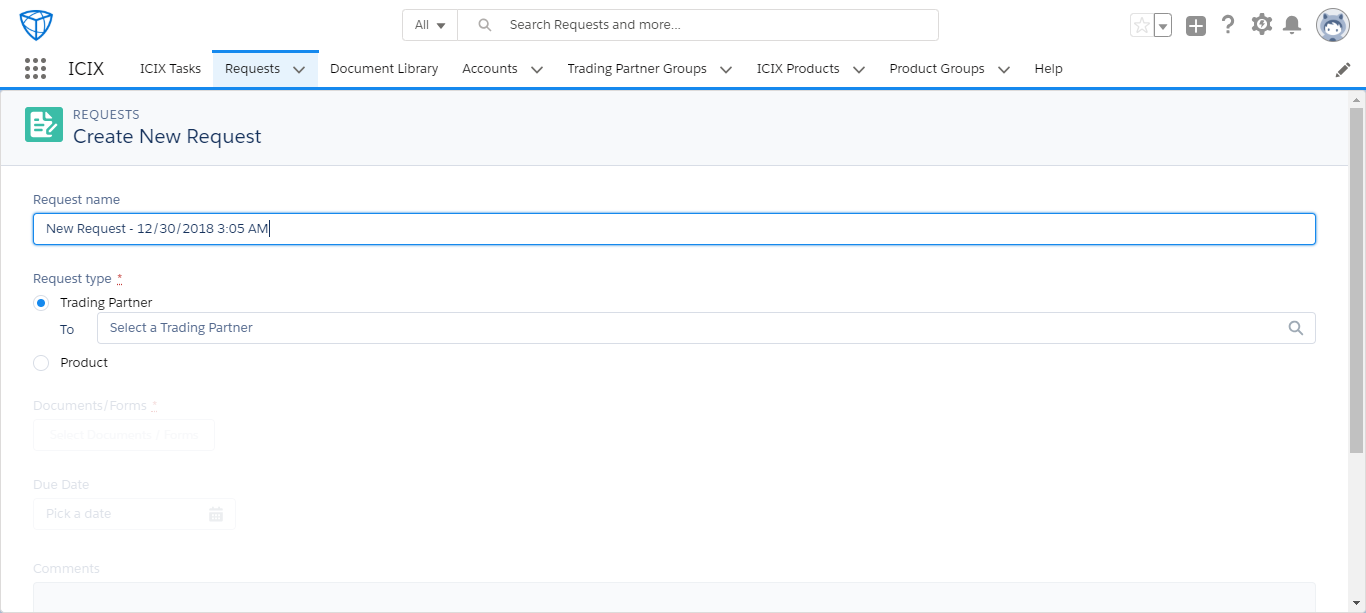 All
Search Requests and more...
ICIX
ICIX Tasks
Requests
Document Library
Accounts
Trading Partner Groups
ICIX Products
Product Groups
Help
REQUESTS
Create New Request
Request name
New Request - 12/30/2018 3:05 AM
Request type *
Trading Partner
To
Select a Trading Partner
Product
Documents/Forms *
Select Documents / Forms
Due Date
Pick a date
Comments